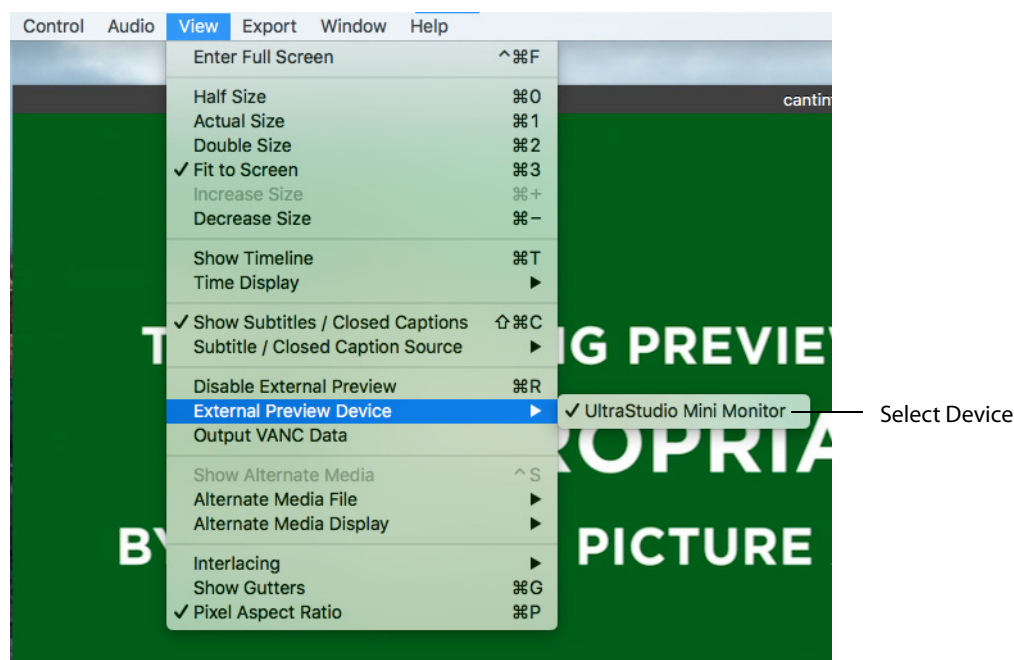 Control Audio View Export Window Help
Enter Full Screen ^⌘F
cantin
Half Size ⌘0
Actual Size ⌘1
Double Size ⌘2
✓ Fit to Screen ⌘3
Increase Size ⌘+
Decrease Size ⌘−
Show Timeline ⌘T
Time Display ▶
✓ Show Subtitles / Closed Captions ⇧⌘C
Subtitle / Closed Caption Source ▶
T G PREVIE
Disable External Preview ⌘R
External Preview Device ▶ ✓ UltraStudio Mini Monitor Select Device
Output VANC Data
OPRIA
Show Alternate Media ^S
Alternate Media File ▶
Alternate Media Display ▶
BY PICTURE
Interlacing ▶
Show Gutters ⌘G
✓ Pixel Aspect Ratio ⌘P